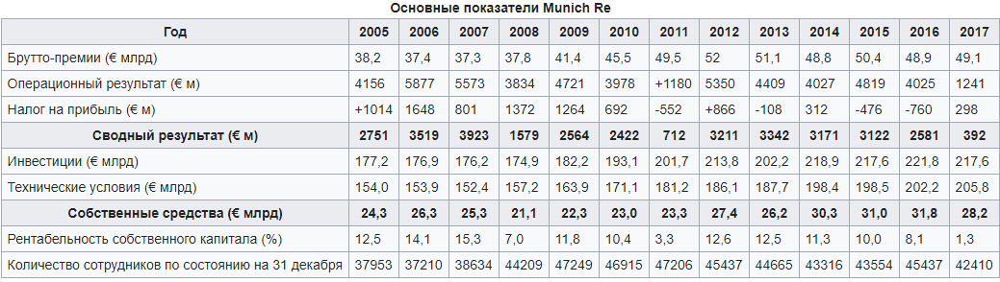 Основные показатели Munich Re
Год 2005 2006 2007 2008 2009 2010 2011 2012 2013 2014 2015 2016 2017
Брутто-премии (€ млрд) 38,2 37,4 37,3 37,8 41,4 45,5 49,5 52 51,1 48,8 50,4 48,9 49,1
Операционный результат (€ м) 4156 5877 5573 3834 4721 3978 +1180 5350 4409 4027 4819 4025 1241
Налог на прибыль (€ м) +1014 1648 801 1372 1264 692 -552 +866 -108 312 -476 -760 298
Сводный результат (€ м) 2751 3519 3923 1579 2564 2422 712 3211 3342 3171 3122 2581 392
Инвестиции (€ млрд) 177,2 176,9 176,2 174,9 182,2 193,1 201,7 213,8 202,2 218,9 217,6 221,8 217,6
Технические условия (€ млрд) 154,0 153,9 152,4 157,2 163,9 171,1 181,2 186,1 187,7 198,4 198,5 202,2 205,8
Собственные средства (€ млрд) 24,3 26,3 25,3 21,1 22,3 23,0 23,3 27,4 26,2 30,3 31,0 31,8 28,2
Рентабельность собственного капитала (%) 12,5 14,1 15,3 7,0 11,8 10,4 3,3 12,6 12,5 11,3 10,0 8,1 1,3
Количество сотрудников по состоянию на 31 декабря 37953 37210 38634 44209 47249 46915 47206 45437 44665 43316 43554 45437 42410